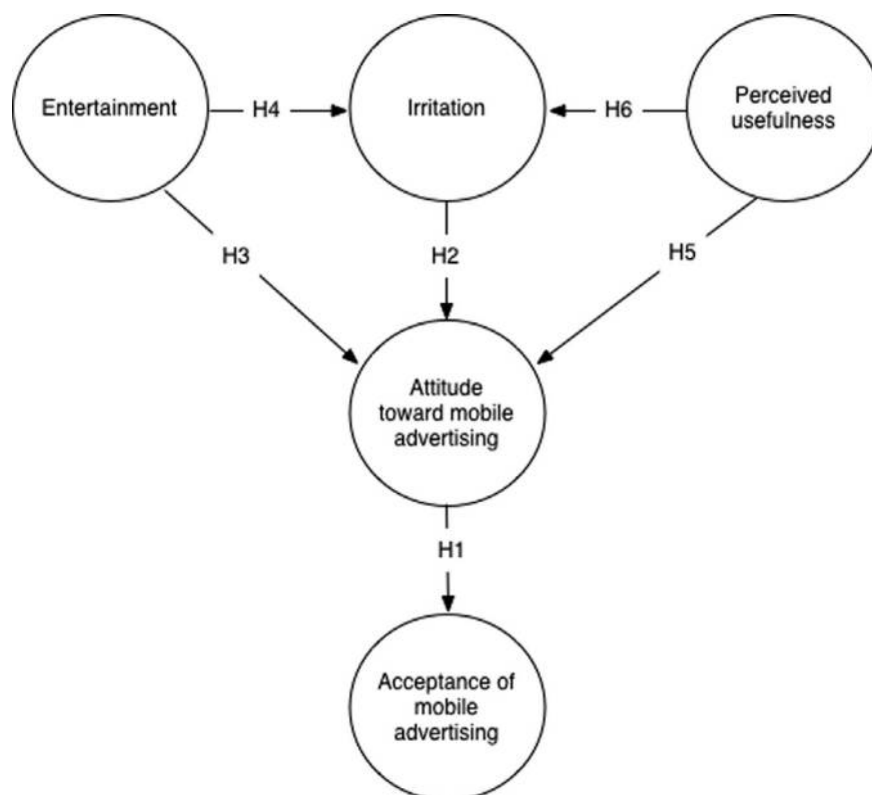 Entertainment
H4
Irritation
H6
Perceived
usefulness
H3
H2
H5
Attitude
toward mobile
advertising
H1
Acceptance of
mobile
advertising